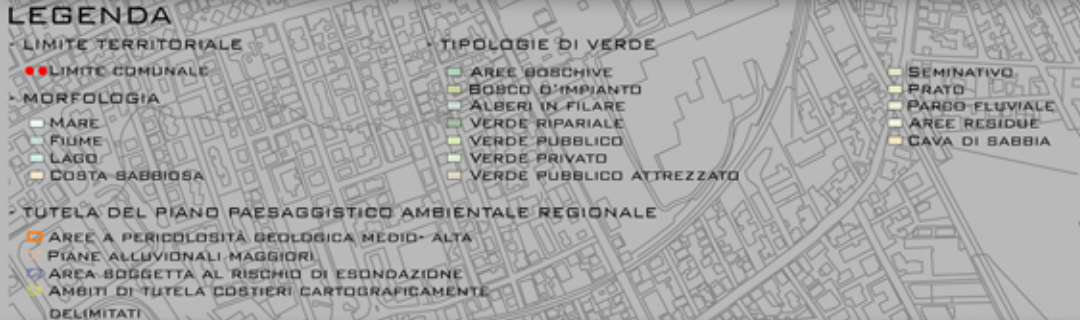 LEGENDA
- LIMITE TERRITORIALE
LIMITE COMUNALE
- MORFOLOGIA
MARE
FIUME
LAGO
COSTA SABBIOSA
- TIPOLOGIE DI VERDE
AREE BOSCHIVE
BOSCO D'IMPIANTO
ALBERI IN FILARE
VERDE RIPARIALE
VERDE PUBBLICO
VERDE PRIVATO
VERDE PUBBLICO ATTREZZATO
SEMINATIVO
PRATO
PARCO FLUVIALE
AREE RESIDUE
CAVA DI SABBIA
- TUTELA DEL PIANO PAESAGGISTICO AMBIENTALE REGIONALE
AREE A PERICOLOSITÀ GEOLOGICA MEDIO- ALTA
PIANE ALLUVIONALI MAGGIORI
AREA SOGGETTA AL RISCHIO DI ESONDAZIONE
AMBITI DI TUTELA COSTIERI CARTOGRAFICAMENTE
DELIMITATI